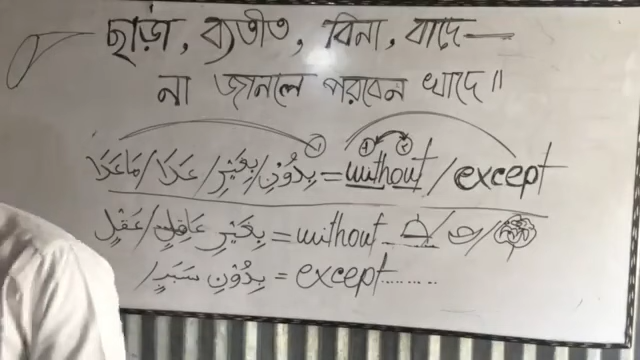 ছাড়া, ব্যতীত, বিনা, বাদে—
না জানলে পরবেন খাদে॥
بِدُوْنِ/بِغَيْرِ/عَدَا/مَاعَدَا = without/except
بِغَيْرِ عَاقِلٍ/عَقْلٍ = without
بِدُوْنِ سَبَبٍ/ = except........